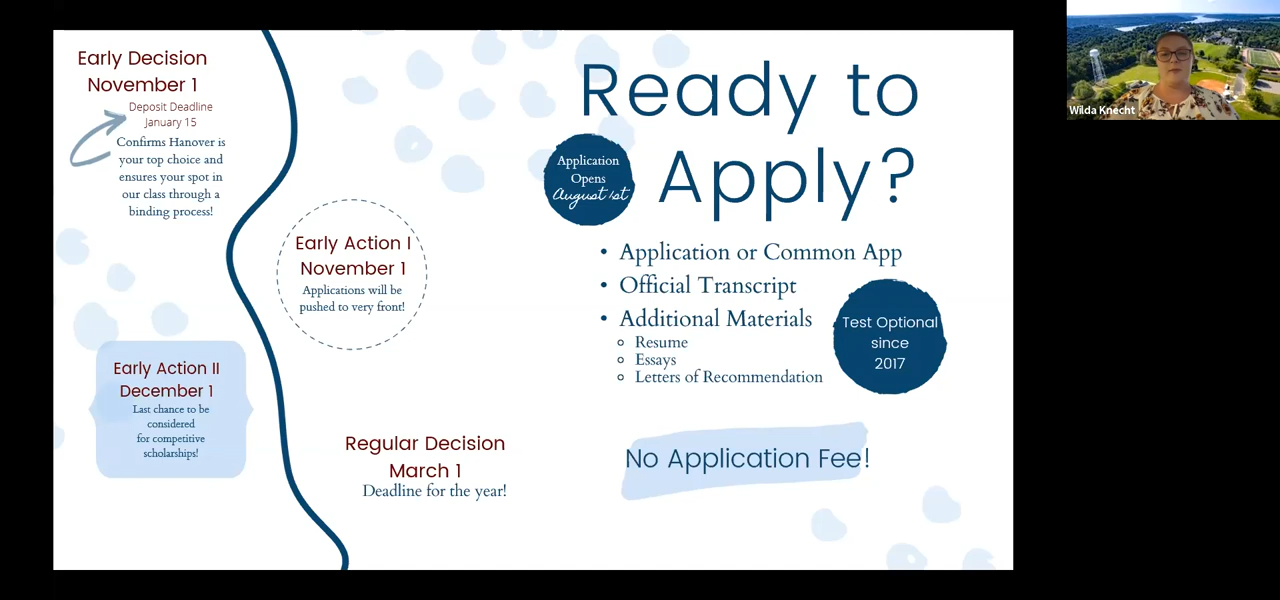 Early Decision
November 1
Deposit Deadline
January 15
Confirms Hanover is
your top choice and
ensures your spot in
our class through a
binding process!
Early Action I
November 1
Applications will be
pushed to very front!
Early Action II
December 1
Last chance to be
considered
for competitive
scholarships!
Regular Decision
March 1
Deadline for the year!
Ready to
Apply?
Application
Opens
August 1st
• Application or Common App
• Official Transcript
• Additional Materials
○ Resume
○ Essays
○ Letters of Recommendation
Test Optional
since
2017
No Application Fee!
Wilda Knecht